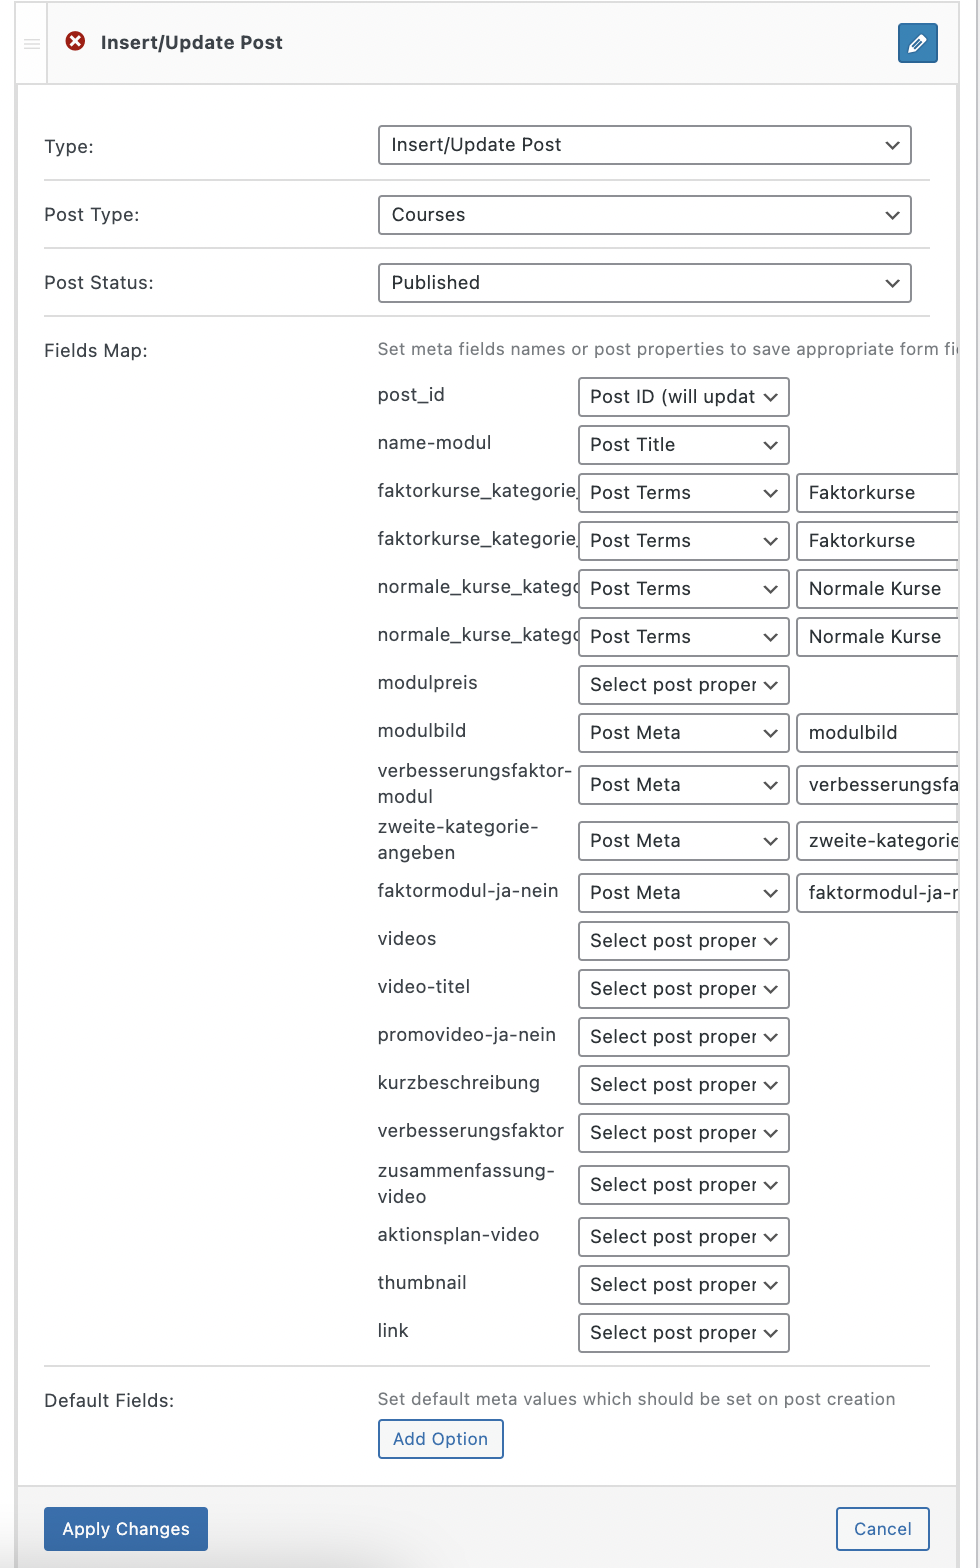 Insert/Update Post
Type:
Insert/Update Post
Post Type:
Courses
Post Status:
Published
Fields Map:
Set meta fields names or post properties to save appropriate form fi
post_id
Post ID (will updat
name-modul
Post Title
faktorkurse_kategorie_
Post Terms
Faktorkurse
faktorkurse_kategorie_
Post Terms
Faktorkurse
normale_kurse_katego
Post Terms
Normale Kurse
normale_kurse_katego
Post Terms
Normale Kurse
modulpreis
Select post proper
modulbild
Post Meta
modulbild
verbesserungsfaktor-
modul
Post Meta
verbesserungsfa
zweite-kategorie-
angeben
Post Meta
zweite-kategorie
faktormodul-ja-nein
Post Meta
faktormodul-ja-n
videos
Select post proper
video-titel
Select post proper
promovideo-ja-nein
Select post proper
kurzbeschreibung
Select post proper
verbesserungsfaktor
Select post proper
zusammenfassung-
video
Select post proper
aktionsplan-video
Select post proper
thumbnail
Select post proper
link
Select post proper
Default Fields:
Set default meta values which should be set on post creation
Add Option
Apply Changes
Cancel